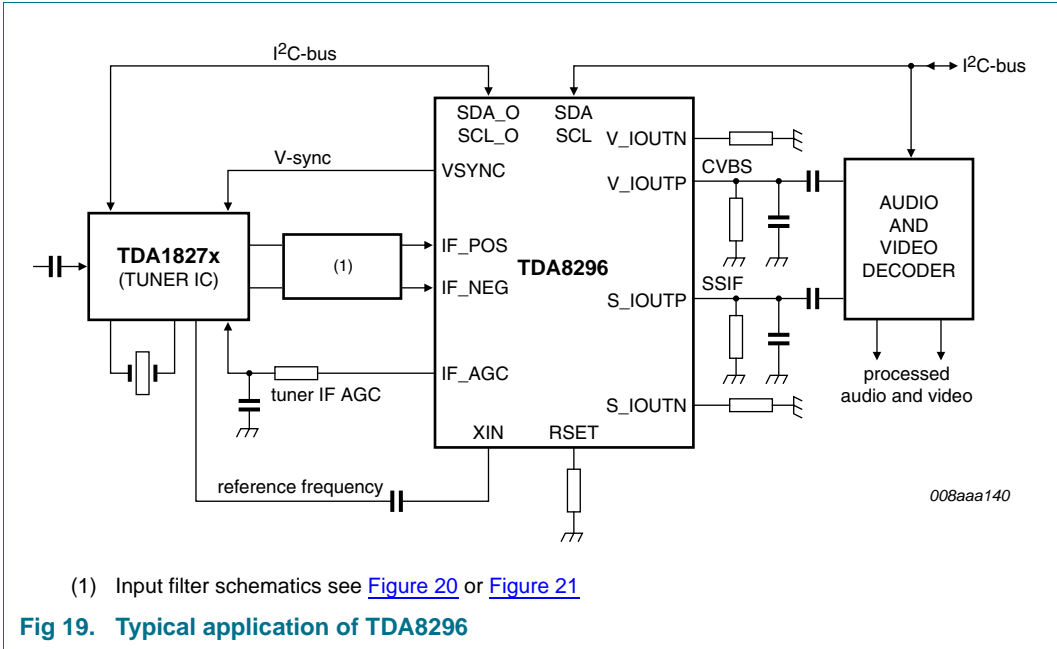 I2C-bus
I2C-bus
SDA_O
SCL_O
SDA
SCL
V_IOUTN
V-sync
VSYNC
CVBS
V_IOUTP
TDA1827x
(TUNER IC)
(1)
IF_POS
IF_NEG
TDA8296
AUDIO
AND
VIDEO
DECODER
SSIF
S_IOUTP
IF_AGC
tuner IF AGC
processed
audio and video
S_IOUTN
XIN
RSET
reference frequency
008aaa140
(1) Input filter schematics see Figure 20 or Figure 21
Fig 19. Typical application of TDA8296